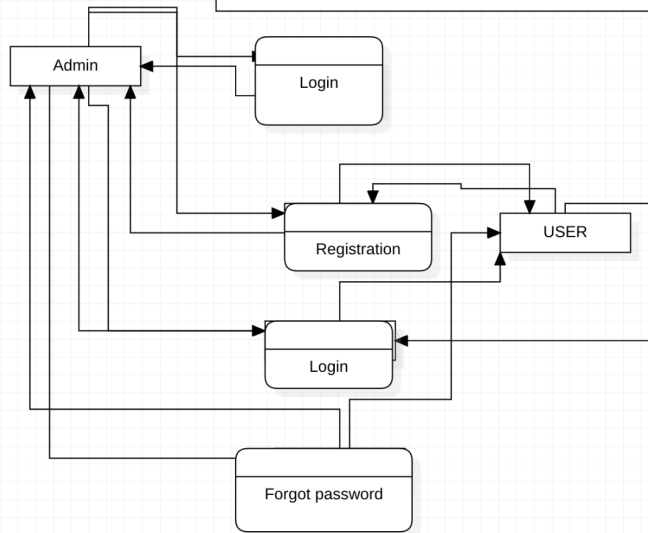 Admin
Login
Registration
USER
Login
Forgot password